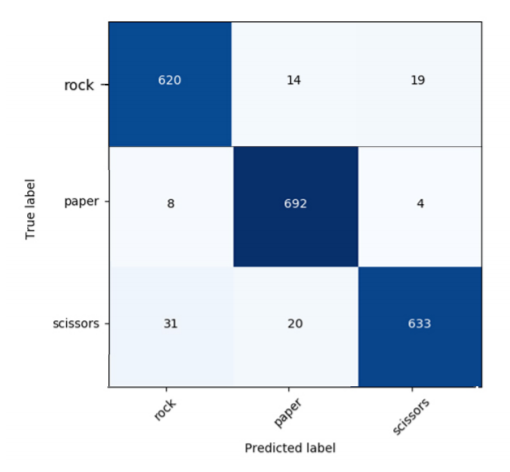 rock 620 14 19
paper 8 692 4
scissors 31 20 633
True label
rock paper scissors
Predicted label